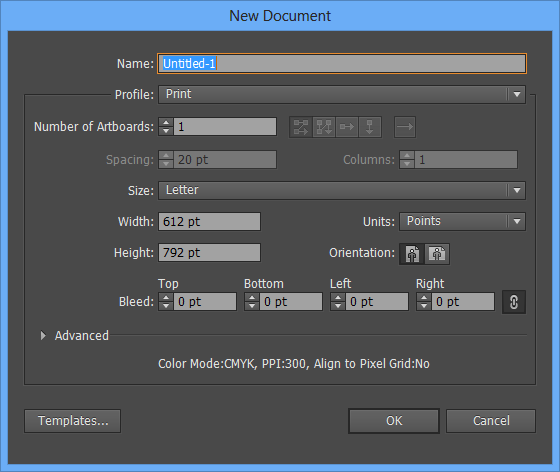 New Document
Name: Untitled-1
Profile: Print
Number of Artboards: 1
Spacing: 20 pt Columns: 1
Size: Letter
Width: 612 pt Units: Points
Height: 792 pt Orientation:
Top Bottom Left Right
Bleed: 0 pt 0 pt 0 pt 0 pt
Advanced
Color Mode:CMYK, PPI:300, Align to Pixel Grid:No
Templates... OK Cancel